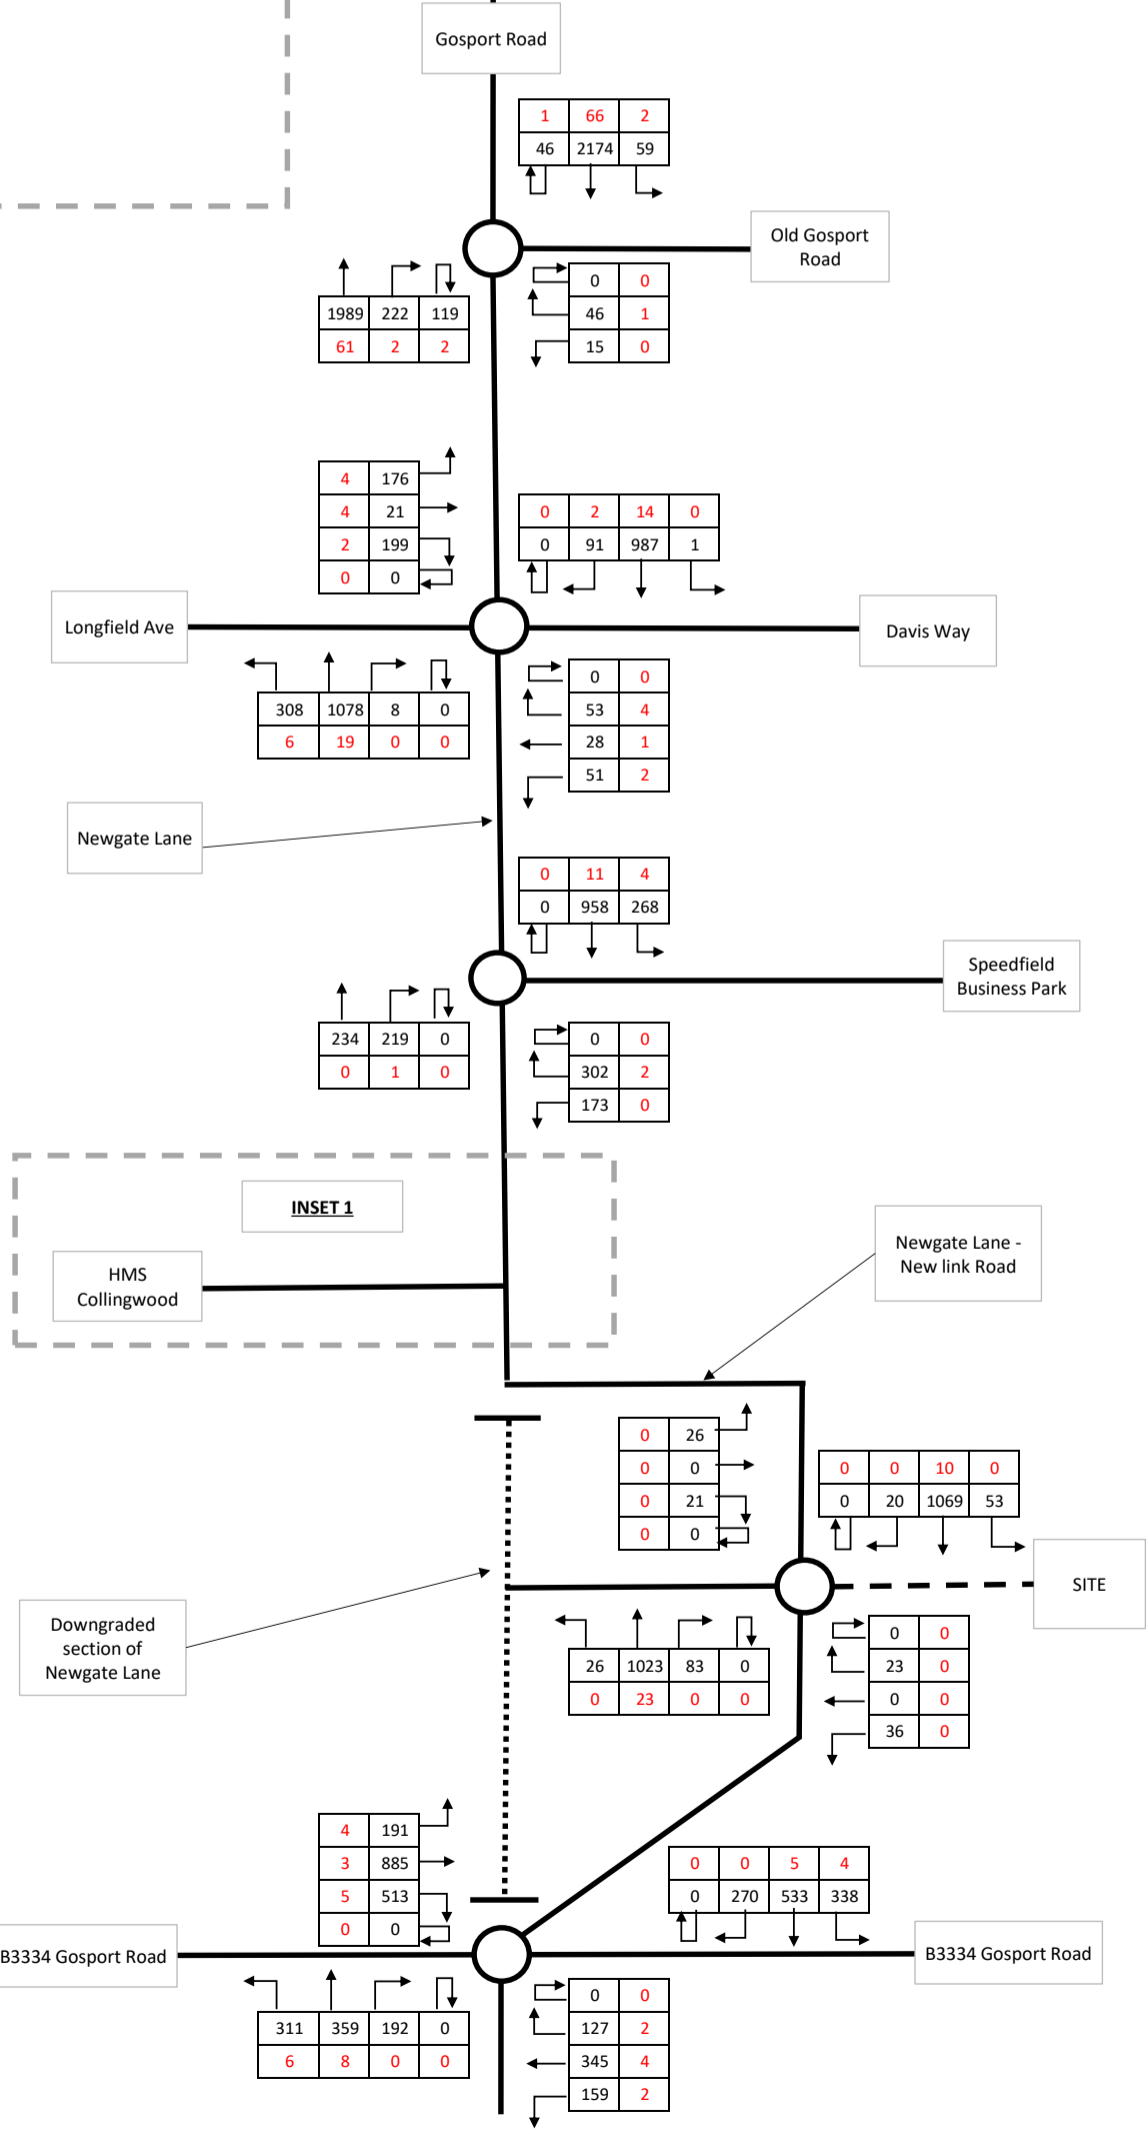 Gosport Road
1 66 2
46 2174 59
Old Gosport
Road
0 0
46 1
15 0
1989 222 119
61 2 2
4 176
4 21
2 199
0 0
0 2 14 0
0 91 987 1
Longfield Ave
Davis Way
0 0
53 4
28 1
51 2
308 1078 8 0
6 19 0 0
Newgate Lane
0 11 4
0 958 268
Speedfield
Business Park
234 219 0
0 1 0
0 0
302 2
173 0
INSET 1
HMS
Collingwood
Newgate Lane -
New link Road
0 26
0 0
0 21
0 0
0 0 10 0
0 20 1069 53
SITE
Downgraded
section of
Newgate Lane
26 1023 83 0
0 23 0 0
0 0
23 0
0 0
36 0
4 191
3 885
5 513
0 0
0 0 5 4
0 270 533 338
B3334 Gosport Road
B3334 Gosport Road
311 359 192 0
6 8 0 0
0 0
127 2
345 4
159 2